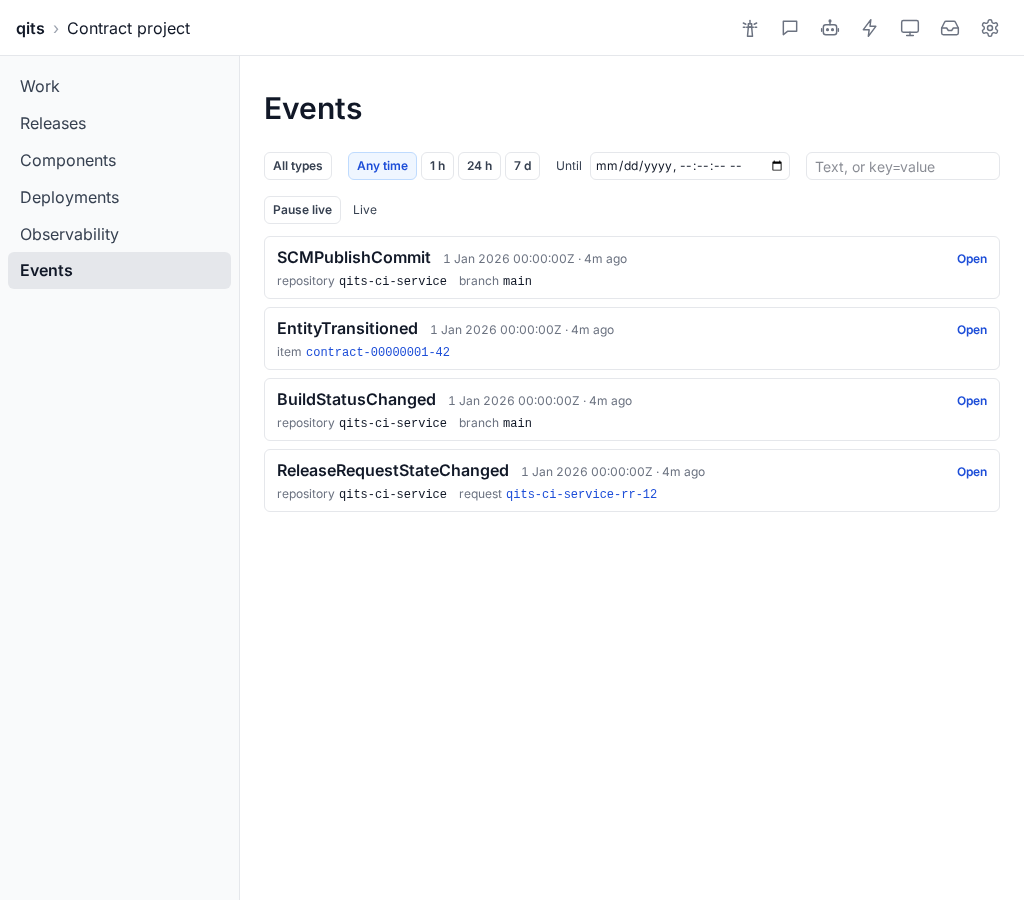 qits › Contract project
Work
Releases
Components
Deployments
Observability
Events
Events
All types Any time 1 h 24 h 7 d Until mm/dd/yyyy, --:--:-- -- Text, or key=value
Pause live Live
SCMPublishCommit 1 Jan 2026 00:00:00Z · 4m ago Open
repository qits-ci-service branch main
EntityTransitioned 1 Jan 2026 00:00:00Z · 4m ago Open
item contract-00000001-42
BuildStatusChanged 1 Jan 2026 00:00:00Z · 4m ago Open
repository qits-ci-service branch main
ReleaseRequestStateChanged 1 Jan 2026 00:00:00Z · 4m ago Open
repository qits-ci-service request qits-ci-service-rr-12